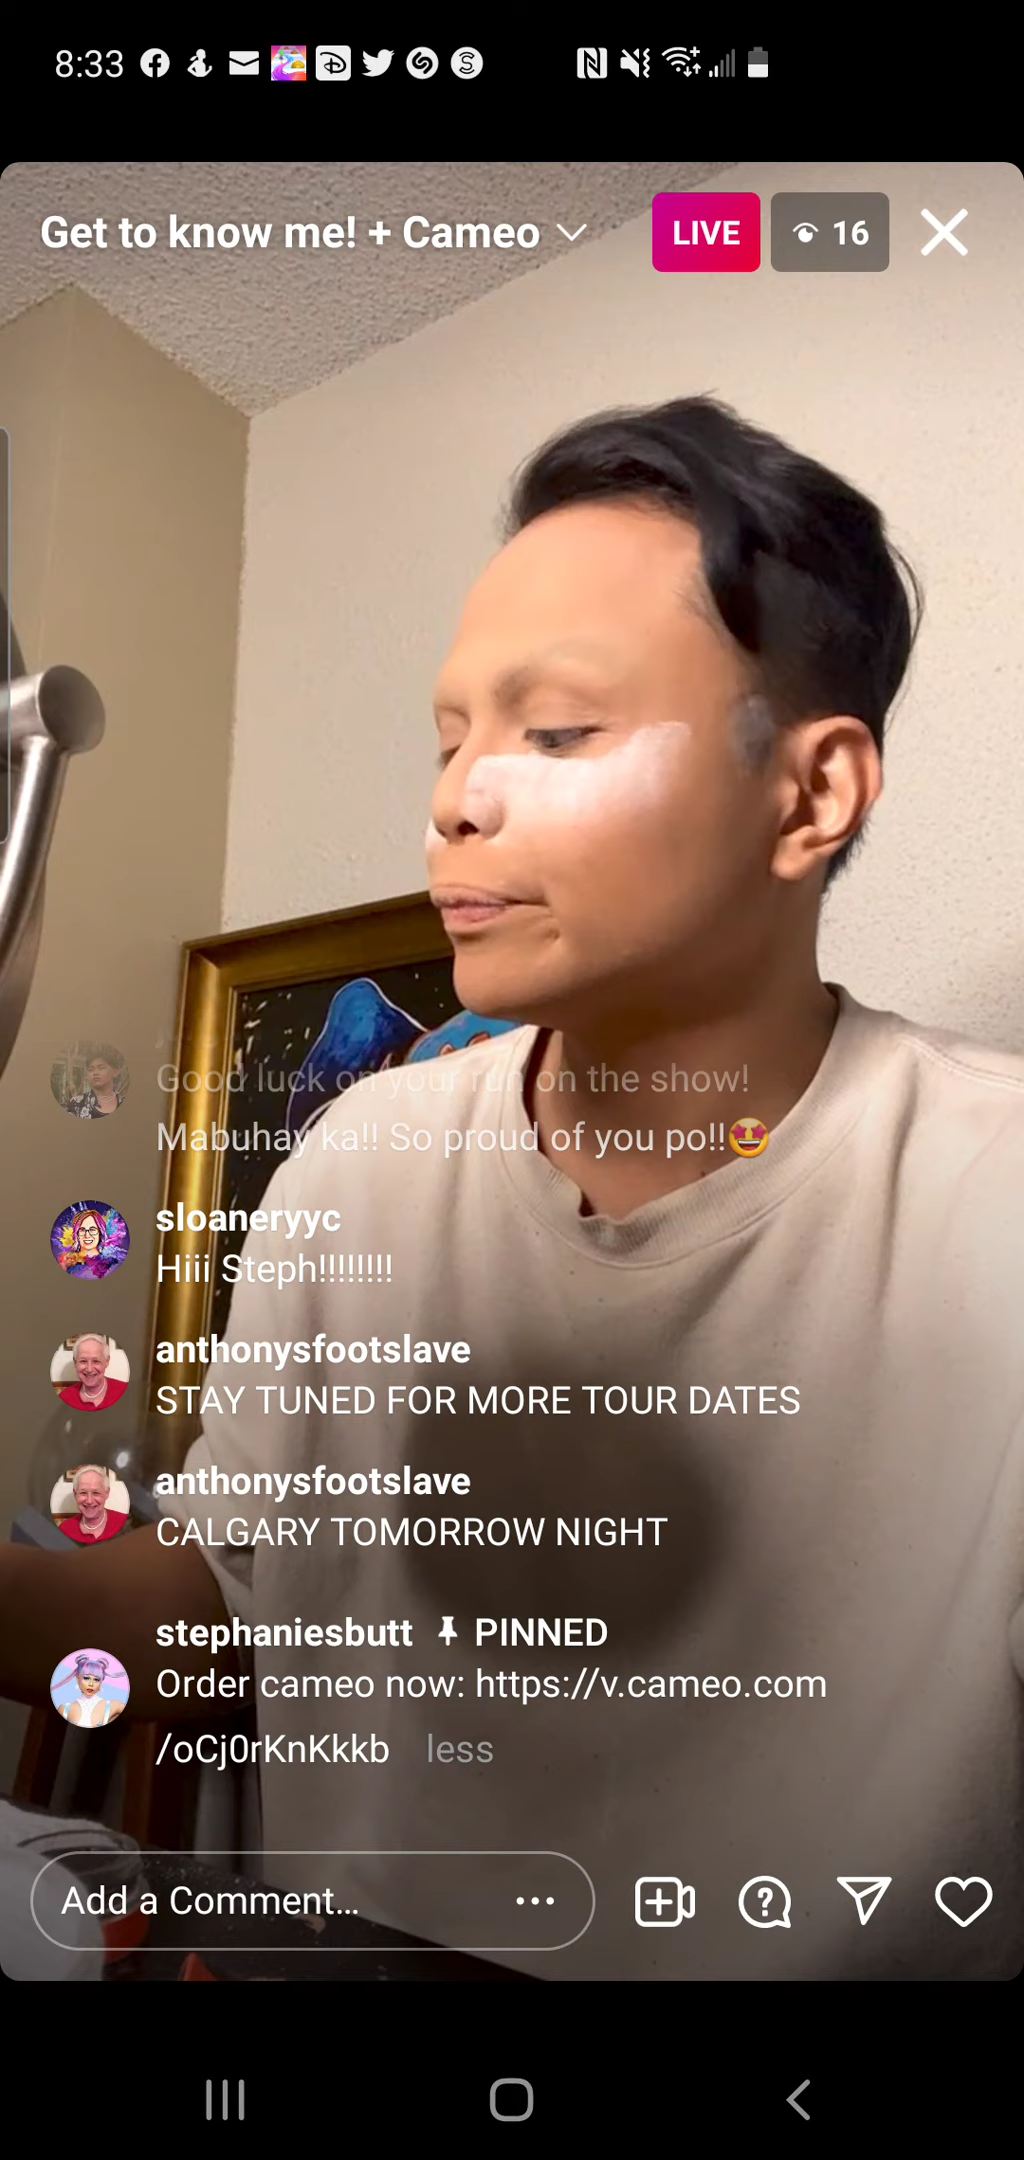 8:33
Get to know me! + Cameo
LIVE
16
Good luck on your run on the show!
Mabuhay ka!! So proud of you po!!🤩
sloaneryyc
Hiii Steph!!!!!!!!
anthonysfootslave
STAY TUNED FOR MORE TOUR DATES
anthonysfootslave
CALGARY TOMORROW NIGHT
stephaniesbutt PINNED
Order cameo now: https://v.cameo.com
/oCj0rKnKkkb less
Add a Comment...